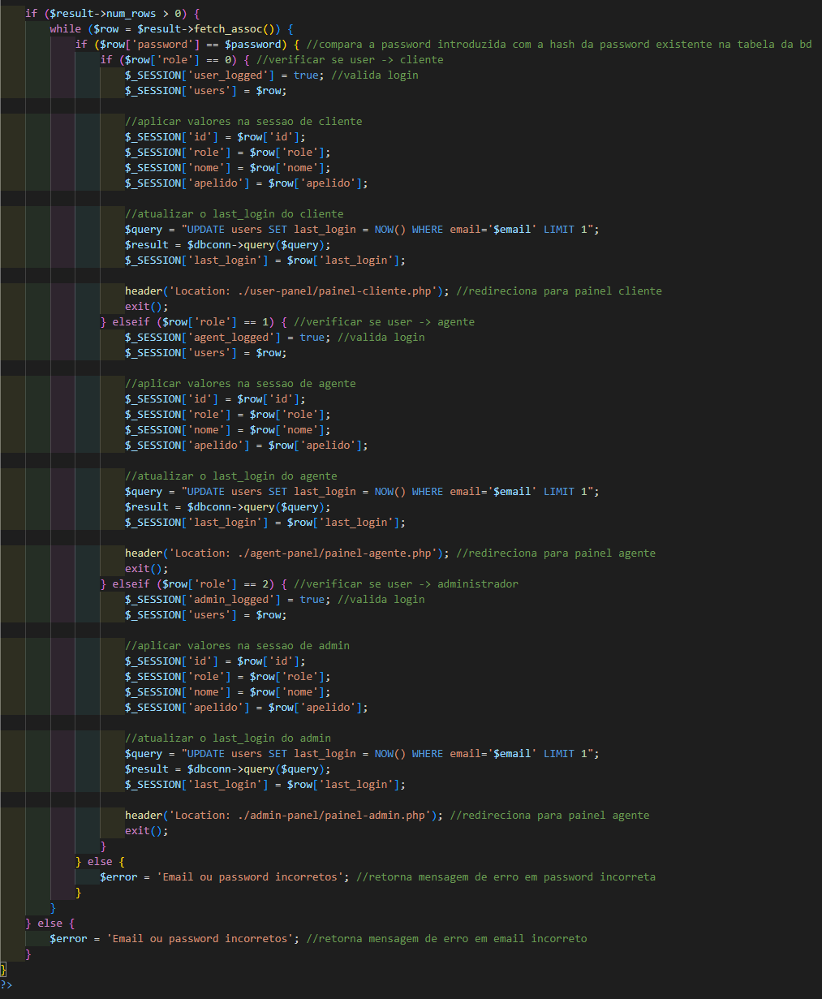 if ($result->num_rows > 0) {
while ($row = $result->fetch_assoc()) {
if ($row['password'] == $password) { //compara a password introduzida com a hash da password existente na tabela da bd
if ($row['role'] == 0) { //verificar se user -> cliente
$_SESSION['user_logged'] = true; //valida login
$_SESSION['users'] = $row;
//aplicar valores na sessao de cliente
$_SESSION['id'] = $row['id'];
$_SESSION['role'] = $row['role'];
$_SESSION['nome'] = $row['nome'];
$_SESSION['apelido'] = $row['apelido'];
//atualizar o last_login do cliente
$query = "UPDATE users SET last_login = NOW() WHERE email='$email' LIMIT 1";
$result = $dbconn->query($query);
$_SESSION['last_login'] = $row['last_login'];
header('Location: ./user-panel/painel-cliente.php'); //redireciona para painel cliente
exit();
} elseif ($row['role'] == 1) { //verificar se user -> agente
$_SESSION['agent_logged'] = true; //valida login
$_SESSION['users'] = $row;
//aplicar valores na sessao de agente
$_SESSION['id'] = $row['id'];
$_SESSION['role'] = $row['role'];
$_SESSION['nome'] = $row['nome'];
$_SESSION['apelido'] = $row['apelido'];
//atualizar o last_login do agente
$query = "UPDATE users SET last_login = NOW() WHERE email='$email' LIMIT 1";
$result = $dbconn->query($query);
$_SESSION['last_login'] = $row['last_login'];
header('Location: ./agent-panel/painel-agente.php'); //redireciona para painel agente
exit();
} elseif ($row['role'] == 2) { //verificar se user -> administrador
$_SESSION['admin_logged'] = true; //valida login
$_SESSION['users'] = $row;
//aplicar valores na sessao de admin
$_SESSION['id'] = $row['id'];
$_SESSION['role'] = $row['role'];
$_SESSION['nome'] = $row['nome'];
$_SESSION['apelido'] = $row['apelido'];
//atualizar o last_login do admin
$query = "UPDATE users SET last_login = NOW() WHERE email='$email' LIMIT 1";
$result = $dbconn->query($query);
$_SESSION['last_login'] = $row['last_login'];
header('Location: ./admin-panel/painel-admin.php'); //redireciona para painel agente
exit();
}
} else {
$error = 'Email ou password incorretos'; //retorna mensagem de erro em password incorreta
}
}
} else {
$error = 'Email ou password incorretos'; //retorna mensagem de erro em email incorreto
}
}
?>